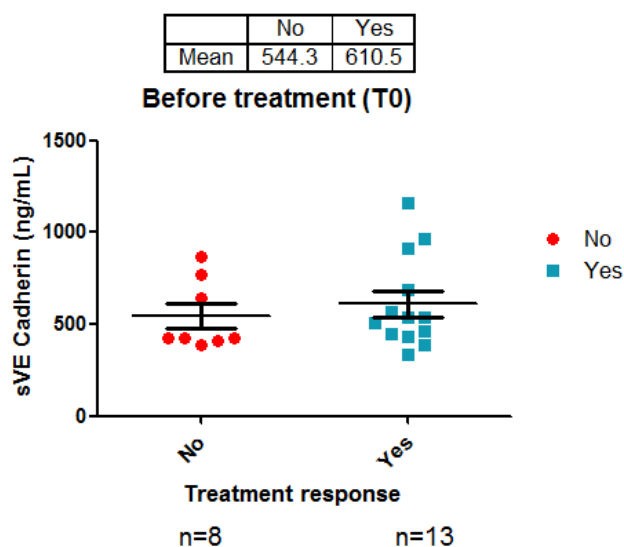 No Yes
Mean 544.3 610.5
Before treatment (T0)
1500
1000
500
0
sVE Cadherin (ng/mL)
No
Yes
No Yes
Treatment response
n=8 n=13